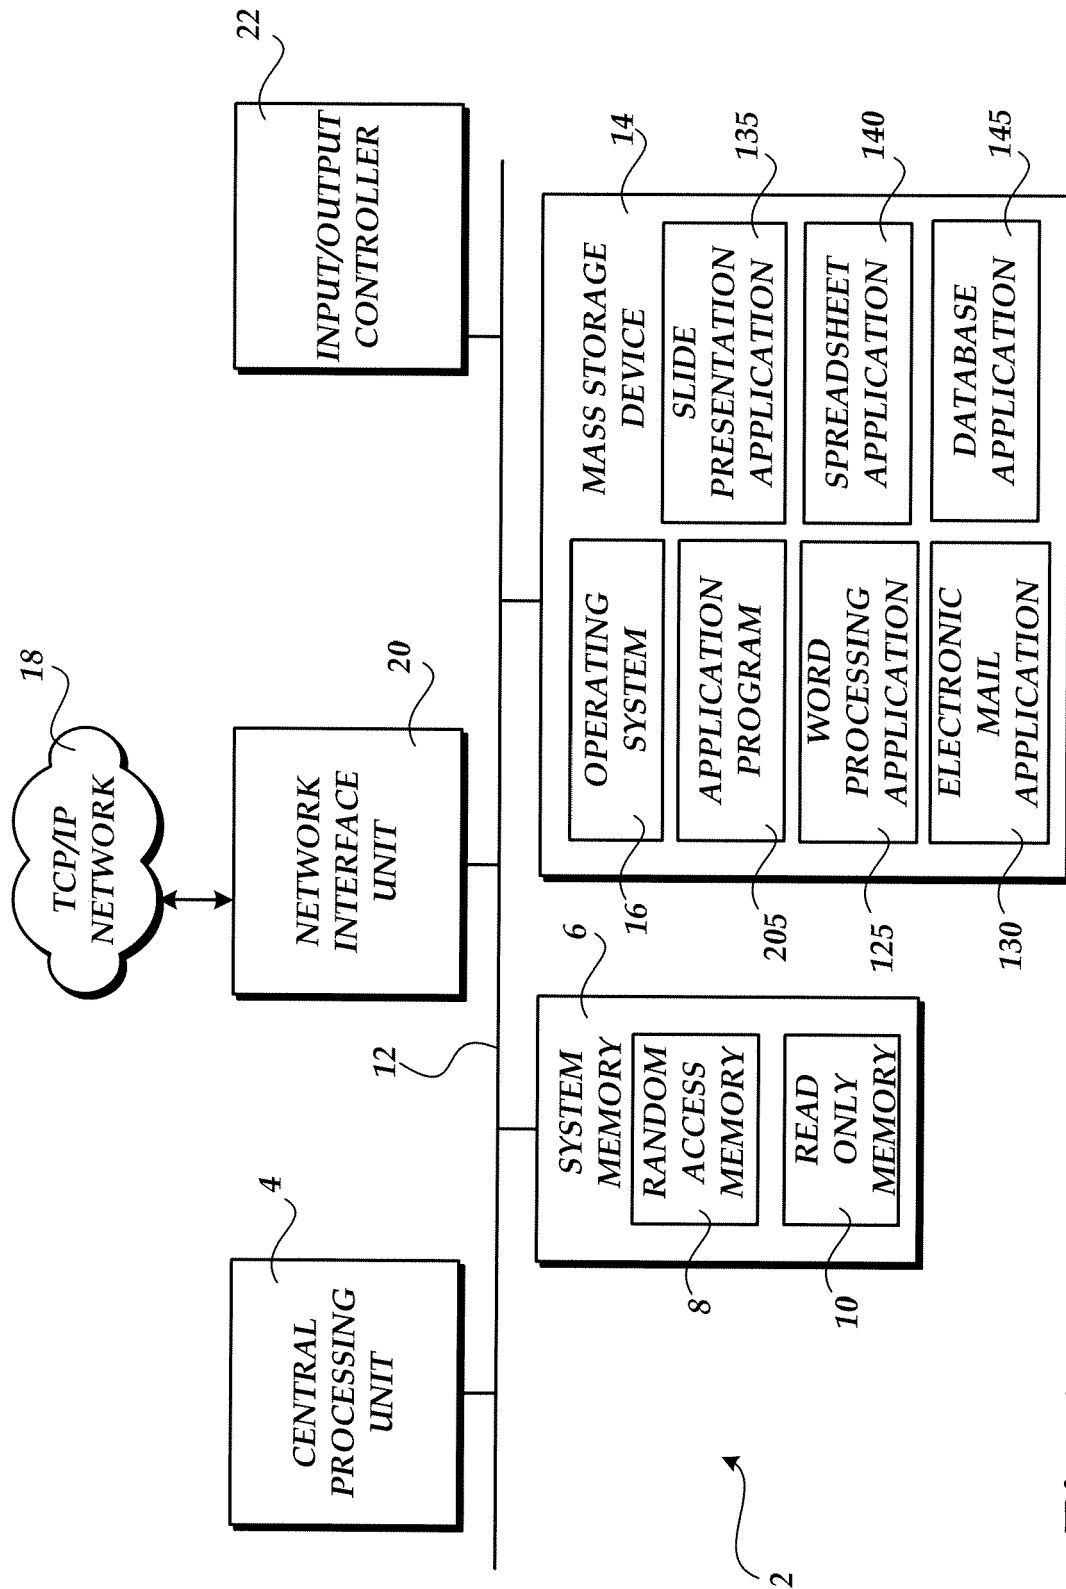 TCP/IP
NETWORK
18
CENTRAL
PROCESSING
UNIT
4
NETWORK
INTERFACE
UNIT
20
INPUT/OUTPUT
CONTROLLER
22
12
SYSTEM
MEMORY
6
RANDOM
ACCESS
MEMORY
8
READ
ONLY
MEMORY
10
MASS STORAGE
DEVICE
14
OPERATING
SYSTEM
16
SLIDE
PRESENTATION
APPLICATION
135
APPLICATION
PROGRAM
205
SPREADSHEET
APPLICATION
140
WORD
PROCESSING
APPLICATION
125
DATABASE
APPLICATION
145
ELECTRONIC
MAIL
APPLICATION
130
2